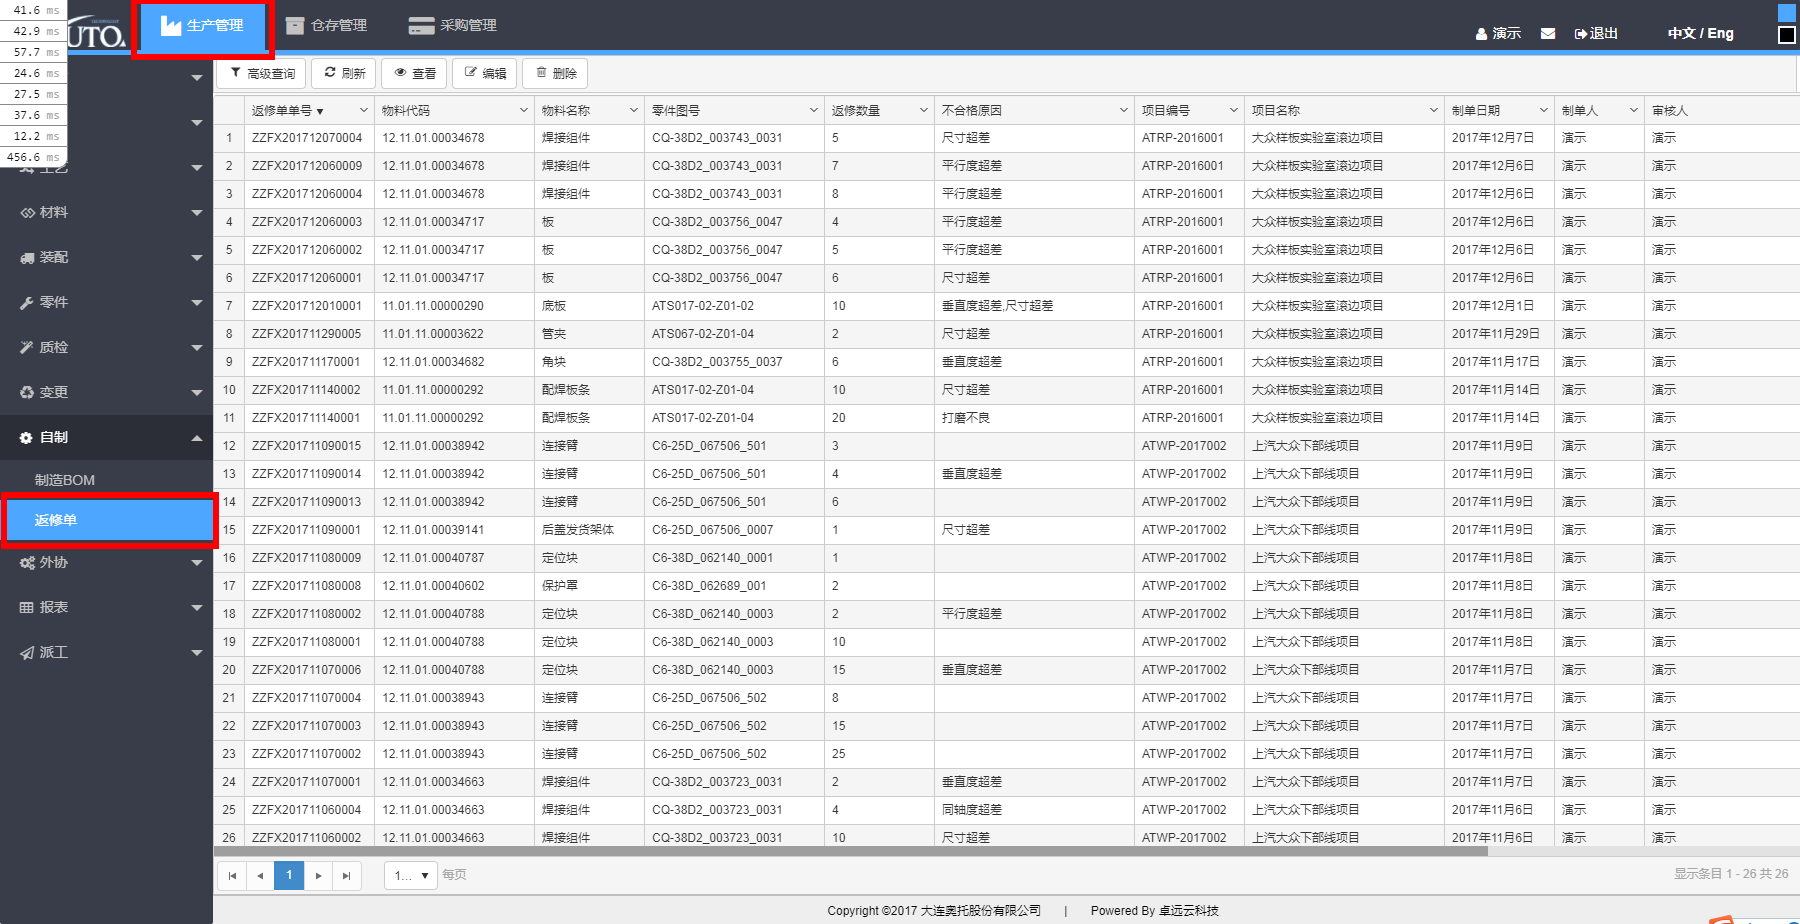 41.6 ms
42.9 ms
57.7 ms
24.6 ms
27.5 ms
37.6 ms
12.2 ms
456.6 ms
UTO.
生产管理 仓存管理 采购管理
演示 退出 中文 / Eng
工艺
材料
装配
零件
质检
变更
自制
制造BOM
返修单
外协
报表
派工
高级查询 刷新 查看 编辑 删除
返修单单号 物料代码 物料名称 零件图号 返修数量 不合格原因 项目编号 项目名称 制单日期 制单人 审核人
1 ZZFX201712070004 12.11.01.00034678 焊接组件 CQ-38D2_003743_0031 5 尺寸超差 ATRP-2016001 大众样板实验室滚边项目 2017年12月7日 演示 演示
2 ZZFX201712060009 12.11.01.00034678 焊接组件 CQ-38D2_003743_0031 7 平行度超差 ATRP-2016001 大众样板实验室滚边项目 2017年12月6日 演示 演示
3 ZZFX201712060004 12.11.01.00034678 焊接组件 CQ-38D2_003743_0031 8 平行度超差 ATRP-2016001 大众样板实验室滚边项目 2017年12月6日 演示 演示
4 ZZFX201712060003 12.11.01.00034717 板 CQ-38D2_003756_0047 4 平行度超差 ATRP-2016001 大众样板实验室滚边项目 2017年12月6日 演示 演示
5 ZZFX201712060002 12.11.01.00034717 板 CQ-38D2_003756_0047 5 平行度超差 ATRP-2016001 大众样板实验室滚边项目 2017年12月6日 演示 演示
6 ZZFX201712060001 12.11.01.00034717 板 CQ-38D2_003756_0047 6 尺寸超差 ATRP-2016001 大众样板实验室滚边项目 2017年12月6日 演示 演示
7 ZZFX201712010001 11.01.11.00000290 底板 ATS017-02-Z01-02 10 垂直度超差,尺寸超差 ATRP-2016001 大众样板实验室滚边项目 2017年12月1日 演示 演示
8 ZZFX201711290005 11.01.11.00003622 管夹 ATS067-02-Z01-04 2 尺寸超差 ATRP-2016001 大众样板实验室滚边项目 2017年11月29日 演示 演示
9 ZZFX201711170001 12.11.01.00034682 角块 CQ-38D2_003755_0037 6 垂直度超差 ATRP-2016001 大众样板实验室滚边项目 2017年11月17日 演示 演示
10 ZZFX201711140002 11.01.11.00000292 配焊板条 ATS017-02-Z01-04 10 尺寸超差 ATRP-2016001 大众样板实验室滚边项目 2017年11月14日 演示 演示
11 ZZFX201711140001 11.01.11.00000292 配焊板条 ATS017-02-Z01-04 20 打磨不良 ATRP-2016001 大众样板实验室滚边项目 2017年11月14日 演示 演示
12 ZZFX201711090015 12.11.01.00038942 连接臂 C6-25D_067506_501 3 ATWP-2017002 上汽大众下部线项目 2017年11月9日 演示 演示
13 ZZFX201711090014 12.11.01.00038942 连接臂 C6-25D_067506_501 4 垂直度超差 ATWP-2017002 上汽大众下部线项目 2017年11月9日 演示 演示
14 ZZFX201711090013 12.11.01.00038942 连接臂 C6-25D_067506_501 6 ATWP-2017002 上汽大众下部线项目 2017年11月9日 演示 演示
15 ZZFX201711090001 12.11.01.00039141 后盖发货架体 C6-25D_067506_0007 1 尺寸超差 ATWP-2017002 上汽大众下部线项目 2017年11月9日 演示 演示
16 ZZFX201711080009 12.11.01.00040787 定位块 C6-38D_062140_0001 1 ATWP-2017002 上汽大众下部线项目 2017年11月8日 演示 演示
17 ZZFX201711080008 12.11.01.00040602 保护罩 C6-38D_062689_001 2 ATWP-2017002 上汽大众下部线项目 2017年11月8日 演示 演示
18 ZZFX201711080002 12.11.01.00040788 定位块 C6-38D_062140_0003 2 平行度超差 ATWP-2017002 上汽大众下部线项目 2017年11月8日 演示 演示
19 ZZFX201711080001 12.11.01.00040788 定位块 C6-38D_062140_0003 10 ATWP-2017002 上汽大众下部线项目 2017年11月8日 演示 演示
20 ZZFX201711070006 12.11.01.00040788 定位块 C6-38D_062140_0003 15 垂直度超差 ATWP-2017002 上汽大众下部线项目 2017年11月7日 演示 演示
21 ZZFX201711070004 12.11.01.00038943 连接臂 C6-25D_067506_502 8 ATWP-2017002 上汽大众下部线项目 2017年11月7日 演示 演示
22 ZZFX201711070003 12.11.01.00038943 连接臂 C6-25D_067506_502 15 ATWP-2017002 上汽大众下部线项目 2017年11月7日 演示 演示
23 ZZFX201711070002 12.11.01.00038943 连接臂 C6-25D_067506_502 25 ATWP-2017002 上汽大众下部线项目 2017年11月7日 演示 演示
24 ZZFX201711070001 12.11.01.00034663 焊接组件 CQ-38D2_003723_0031 2 垂直度超差 ATWP-2017002 上汽大众下部线项目 2017年11月7日 演示 演示
25 ZZFX201711060004 12.11.01.00034663 焊接组件 CQ-38D2_003723_0031 4 同轴度超差 ATWP-2017002 上汽大众下部线项目 2017年11月6日 演示 演示
26 ZZFX201711060002 12.11.01.00034663 焊接组件 CQ-38D2_003723_0031 10 尺寸超差 ATWP-2017002 上汽大众下部线项目 2017年11月6日 演示 演示
1 1... 每页 显示条目 1 - 26 共 26
Copyright ©2017 大连奥托股份有限公司 | Powered By 卓远云科技